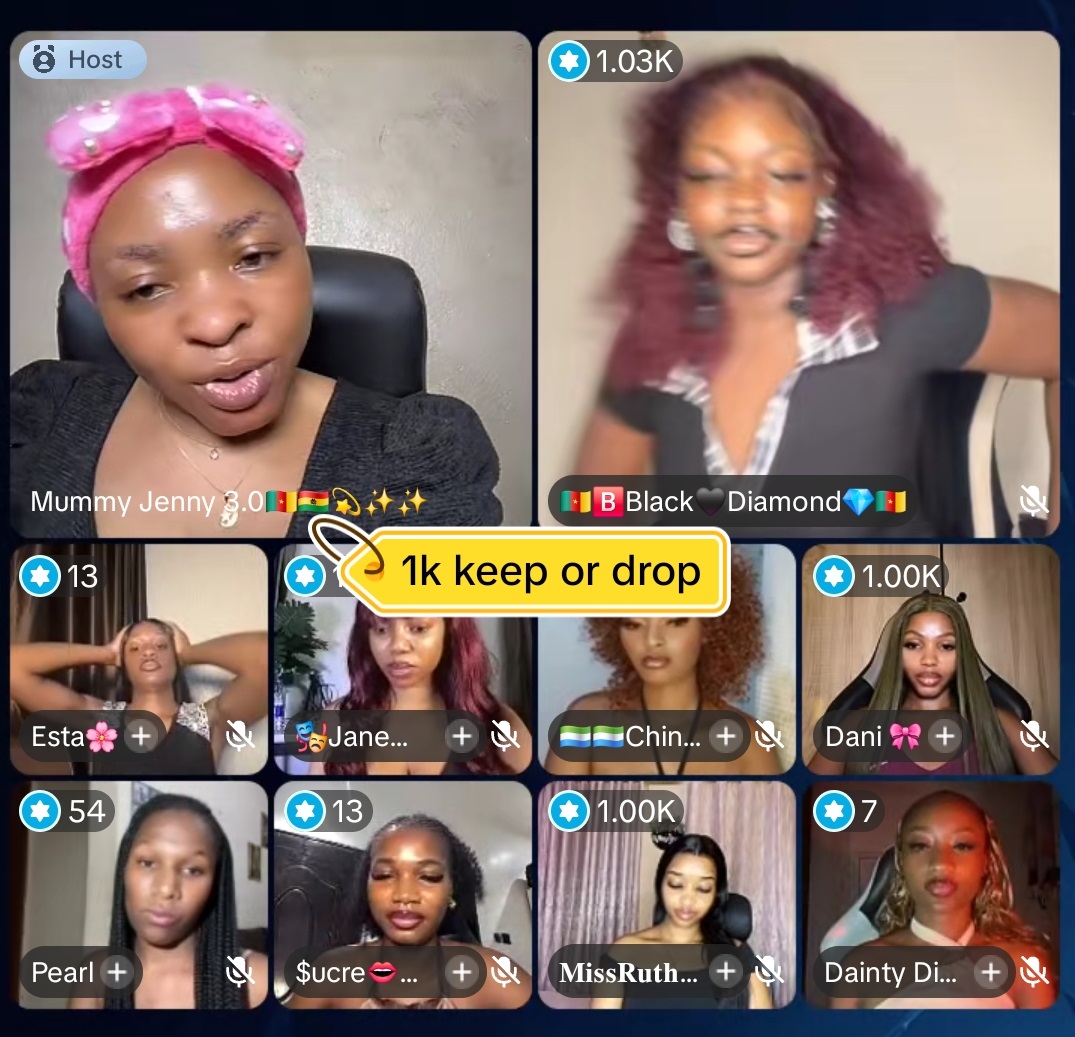 Host
1.03K
Mummy Jenny 3.0🇨🇲🇬🇭💫✨✨
🇨🇲🅱️Black🖤Diamond💎🇨🇲
1k keep or drop
13
1.00K
Esta🌸
🎭Jane...
🇸🇱🇸🇱Chin...
Dani 🎀
54
13
1.00K
7
Pearl
$ucre👄...
𝐌𝐢𝐬𝐬𝐑𝐮𝐭𝐡...
Dainty Di...